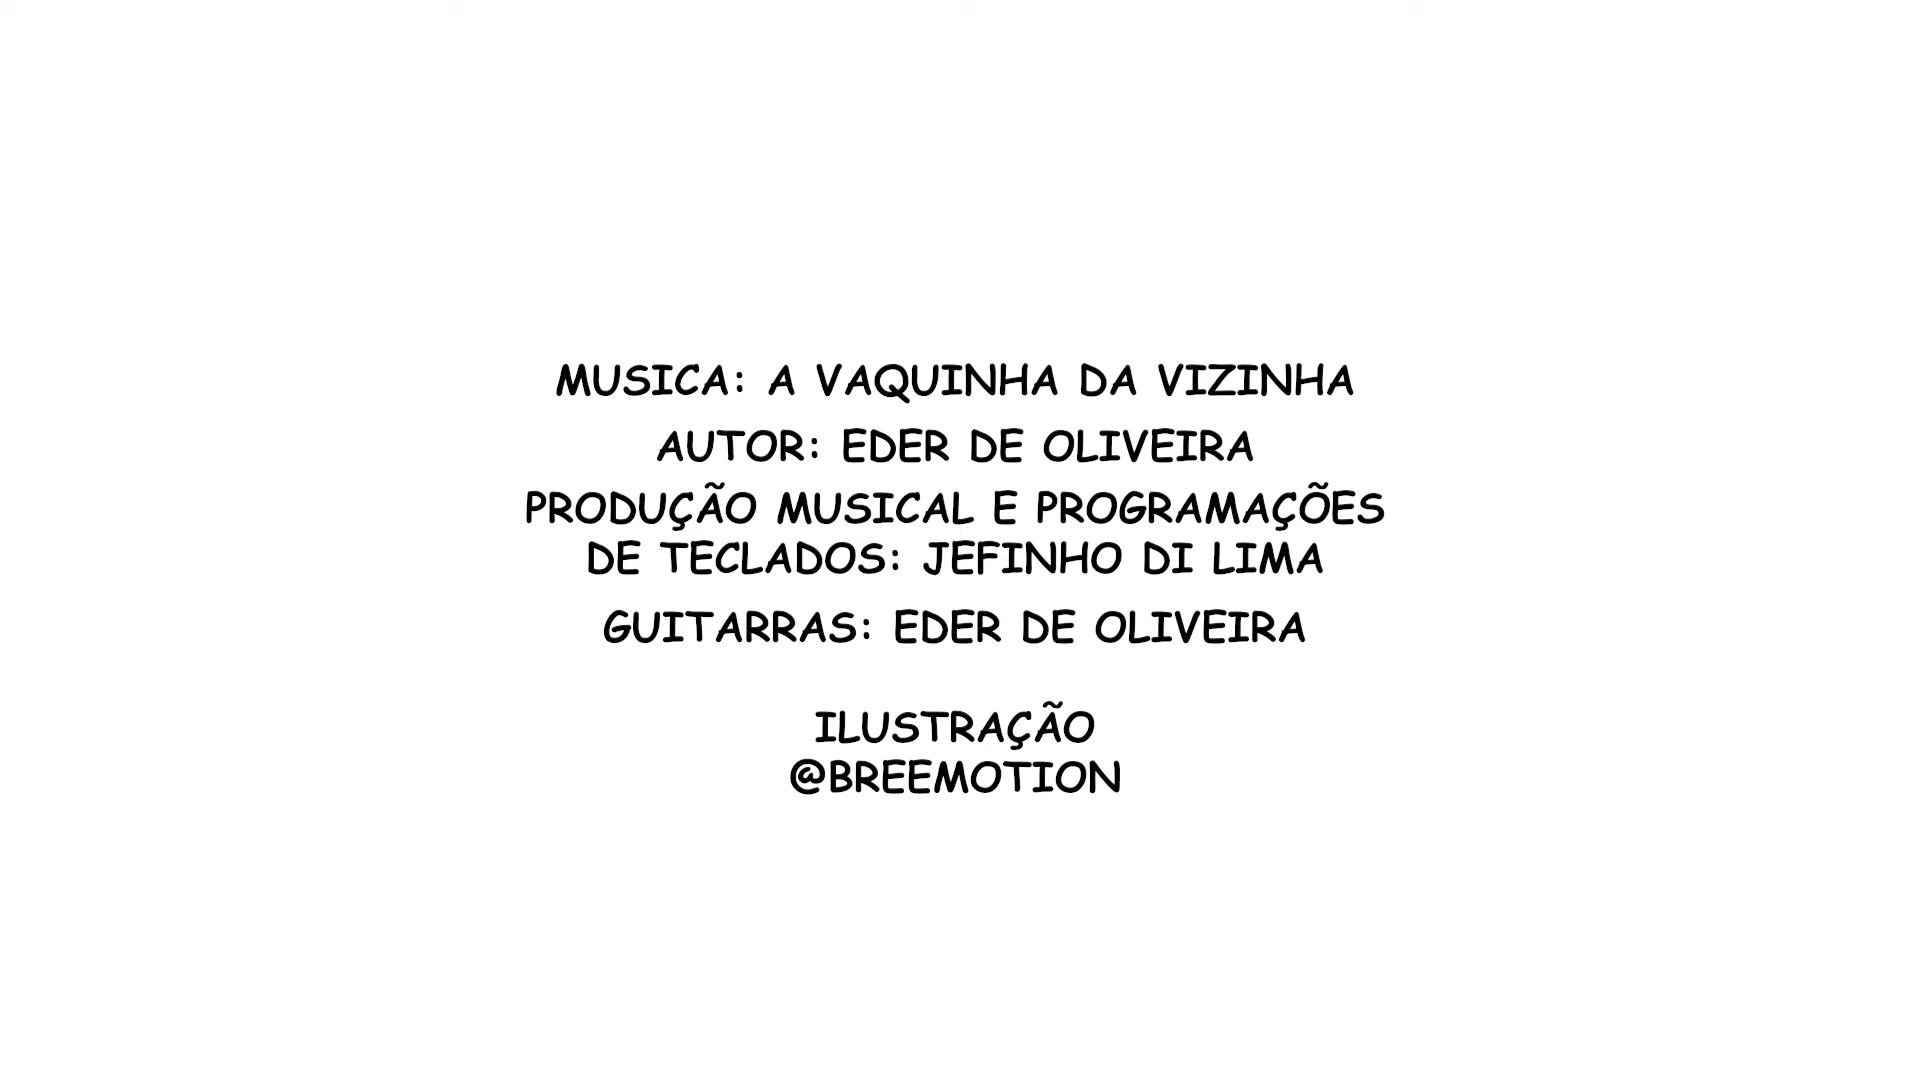 MUSICA: A VAQUINHA DA VIZINHA
AUTOR: EDER DE OLIVEIRA
PRODUÇÃO MUSICAL E PROGRAMAÇÕES
DE TECLADOS: JEFINHO DI LIMA
GUITARRAS: EDER DE OLIVEIRA
ILUSTRAÇÃO
@BREEMOTION